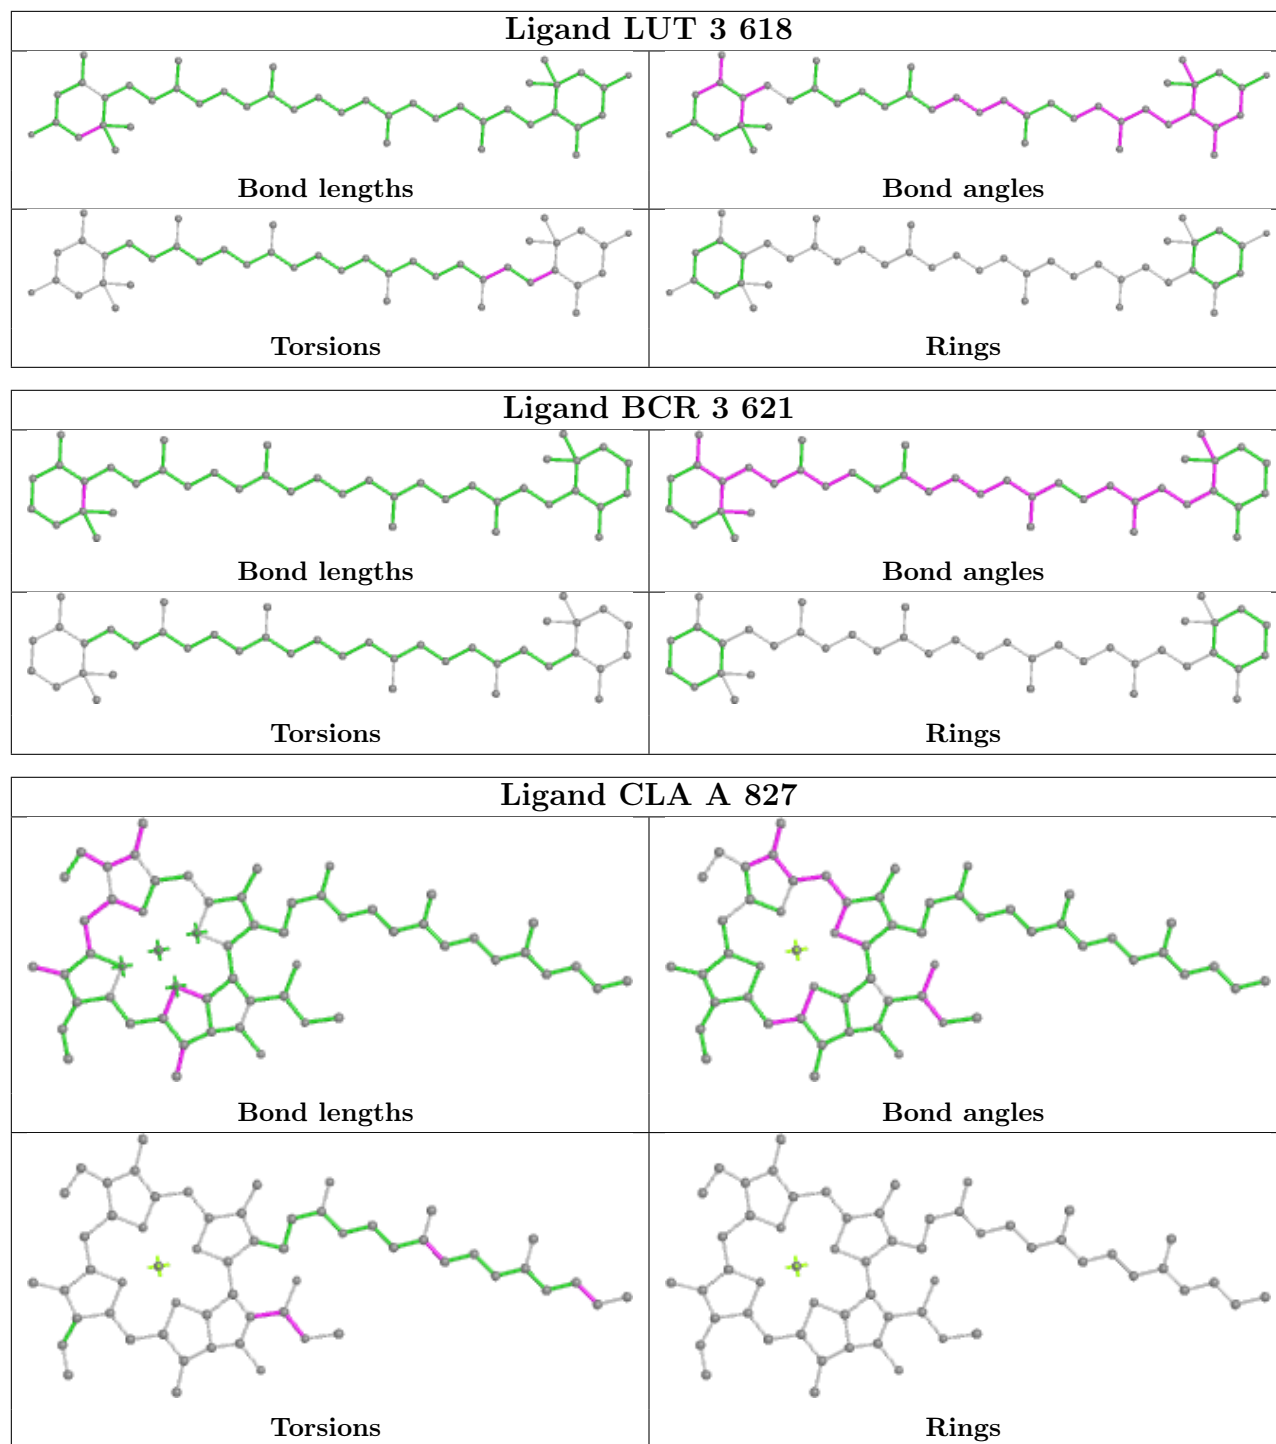 Ligand LUT 3 618
Bond lengths
Bond angles
Torsions
Rings
Ligand BCR 3 621
Bond lengths
Bond angles
Torsions
Rings
Ligand CLA A 827
Bond lengths
Bond angles
Torsions
Rings